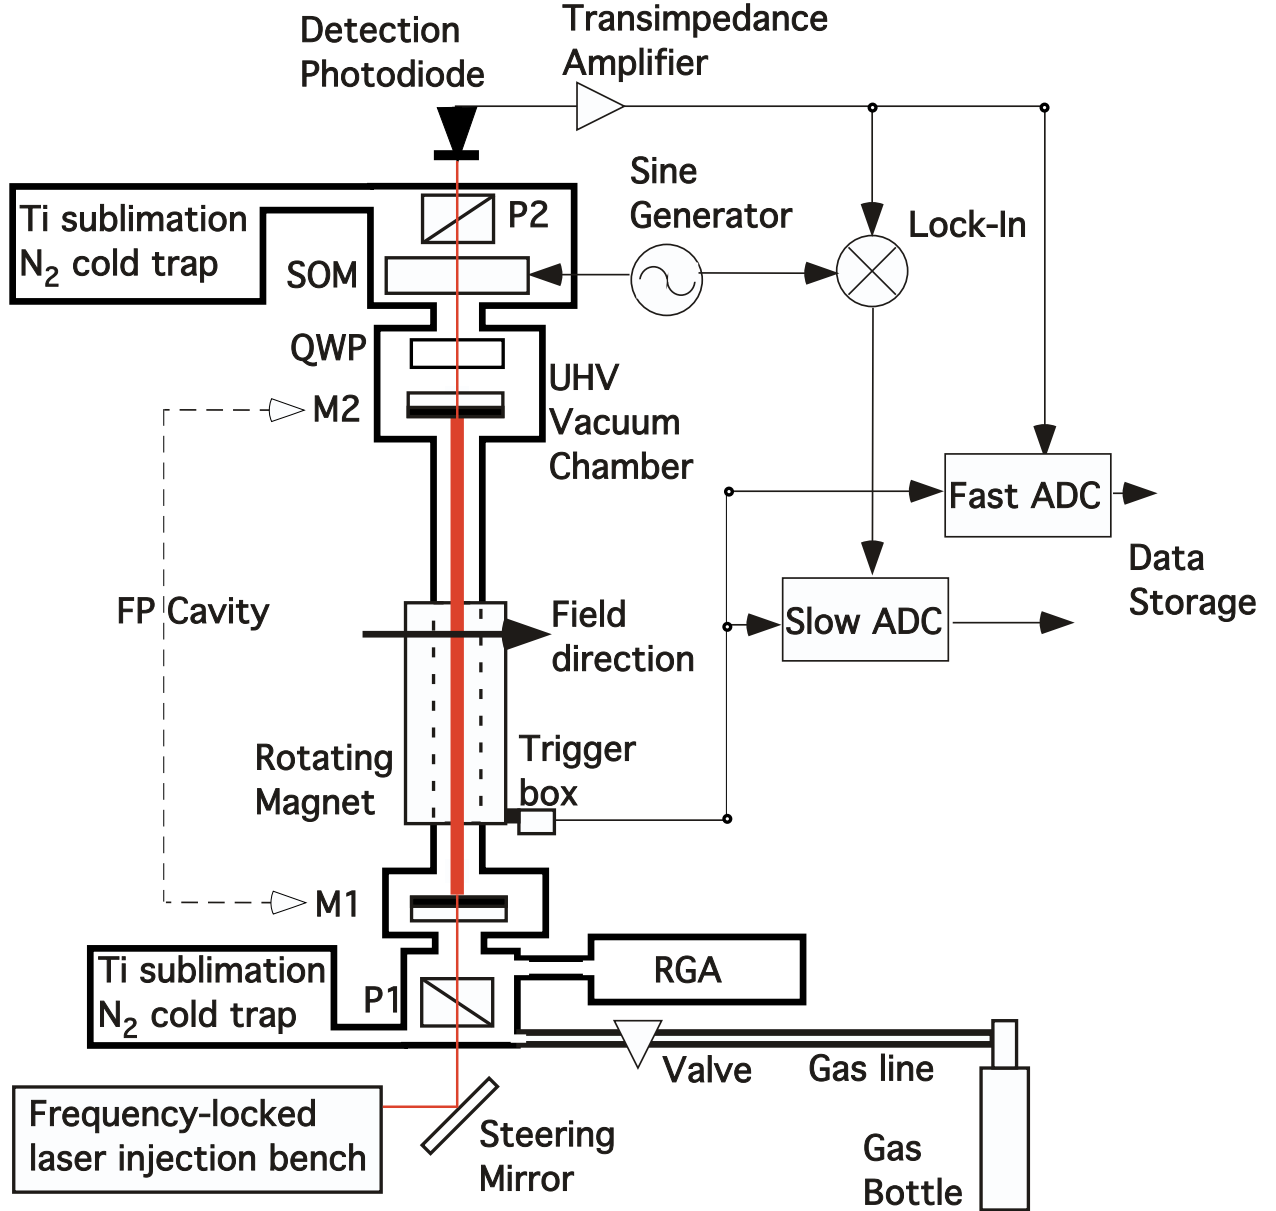 Detection
Photodiode
Transimpedance
Amplifier
Ti sublimation
N2 cold trap
P2
SOM
Sine
Generator
Lock-In
QWP
M2
UHV
Vacuum
Chamber
Fast ADC
Data
Storage
FP Cavity
Field
direction
Slow ADC
Rotating
Magnet
Trigger
box
M1
Ti sublimation
N2 cold trap
P1
RGA
Valve
Gas line
Frequency-locked
laser injection bench
Steering
Mirror
Gas
Bottle